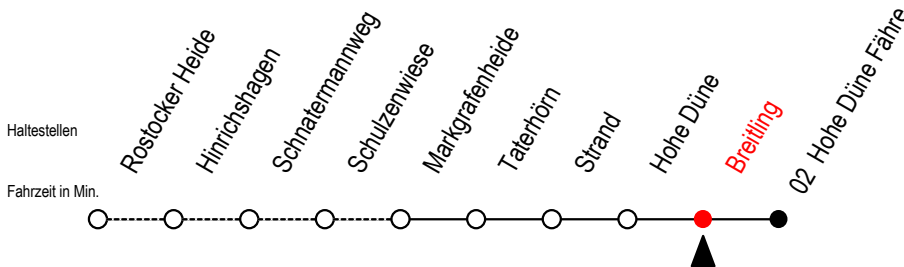 Haltestellen
Rostocker Heide
Hinrichshagen
Schnatermannweg
Schulzenwiese
Markgrafenheide
Taterhörn
Strand
Hohe Düne
Breitling
02 Hohe Düne Fähre
Fahrzeit in Min.